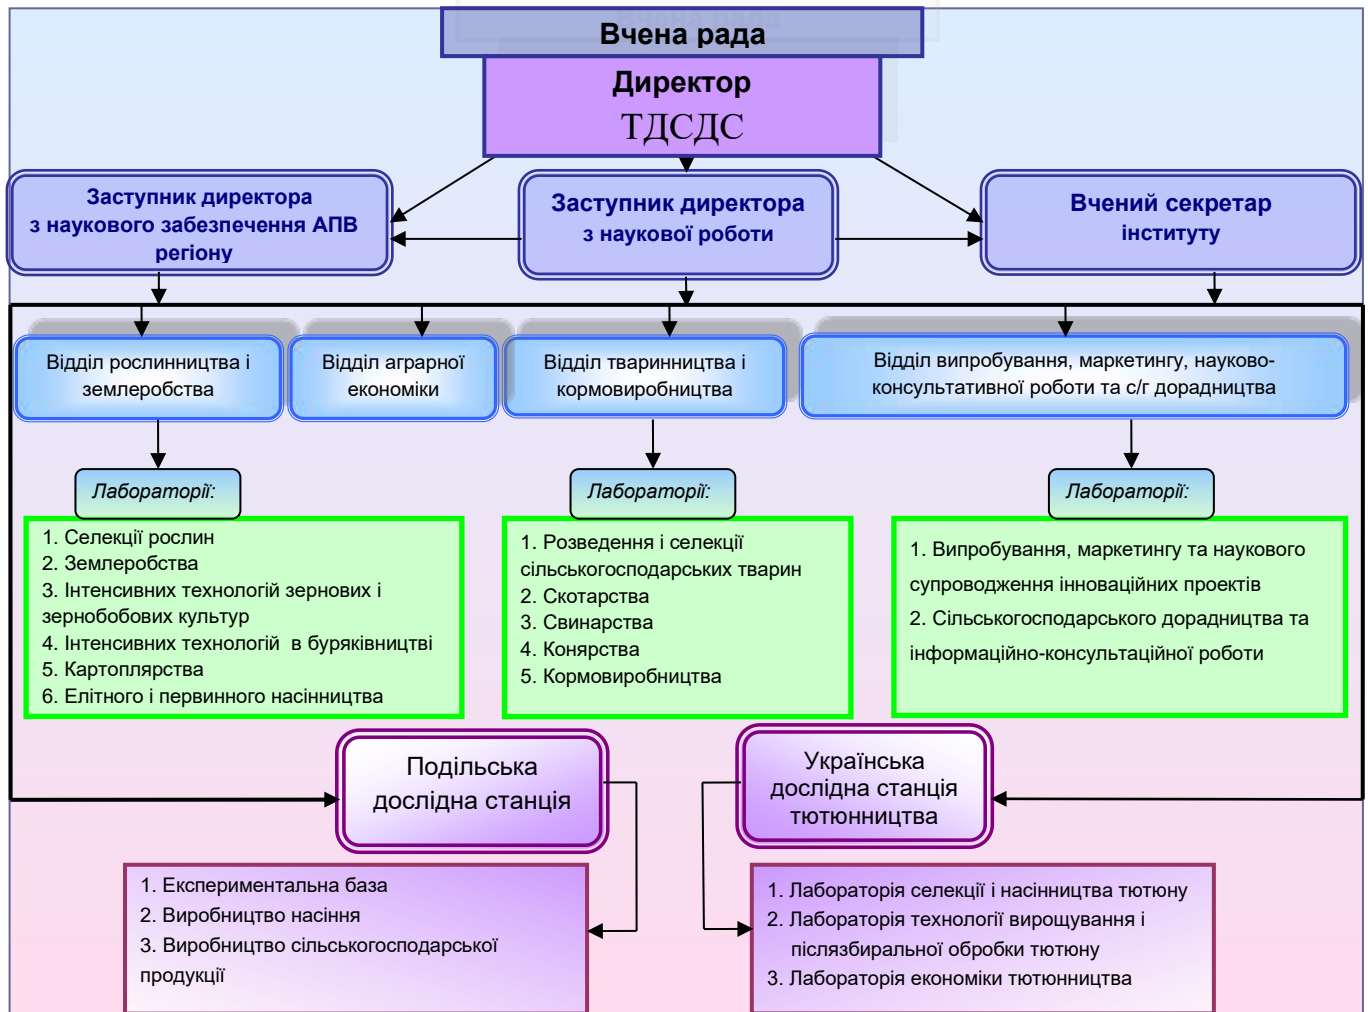 Вчена рада
Вчена рада
Директор
ТДСДС
Заступник директора
з наукового забезпечення АПВ
регіону
Заступник директора
з наукової роботи
Вчений секретар
інституту
Відділ рослинництва і
землеробства
Відділ аграрної
економіки
Відділ тваринництва і
кормовиробництва
Відділ випробування, маркетингу, науково-
консультативної роботи та с/г дорадництва
Лабораторії:
1. Селекції рослин
2. Землеробства
3. Інтенсивних технологій зернових і
зернобобових культур
4. Інтенсивних технологій в буряківництві
5. Картоплярства
6. Елітного і первинного насінництва
Лабораторії:
1. Розведення і селекції
сільськогосподарських тварин
2. Скотарства
3. Свинарства
4. Конярства
5. Кормовиробництва
Лабораторії:
1. Випробування, маркетингу та наукового
супроводження інноваційних проектів
2. Сільськогосподарського дорадництва та
інформаційно-консультаційної роботи
Подільська
дослідна станція
Українська
дослідна станція
тютюнництва
1. Експериментальна база
2. Виробництво насіння
3. Виробництво сільськогосподарської
продукції
1. Лабораторія селекції і насінництва тютюну
2. Лабораторія технології вирощування і
післязбиральної обробки тютюну
3. Лабораторія економіки тютюнництва